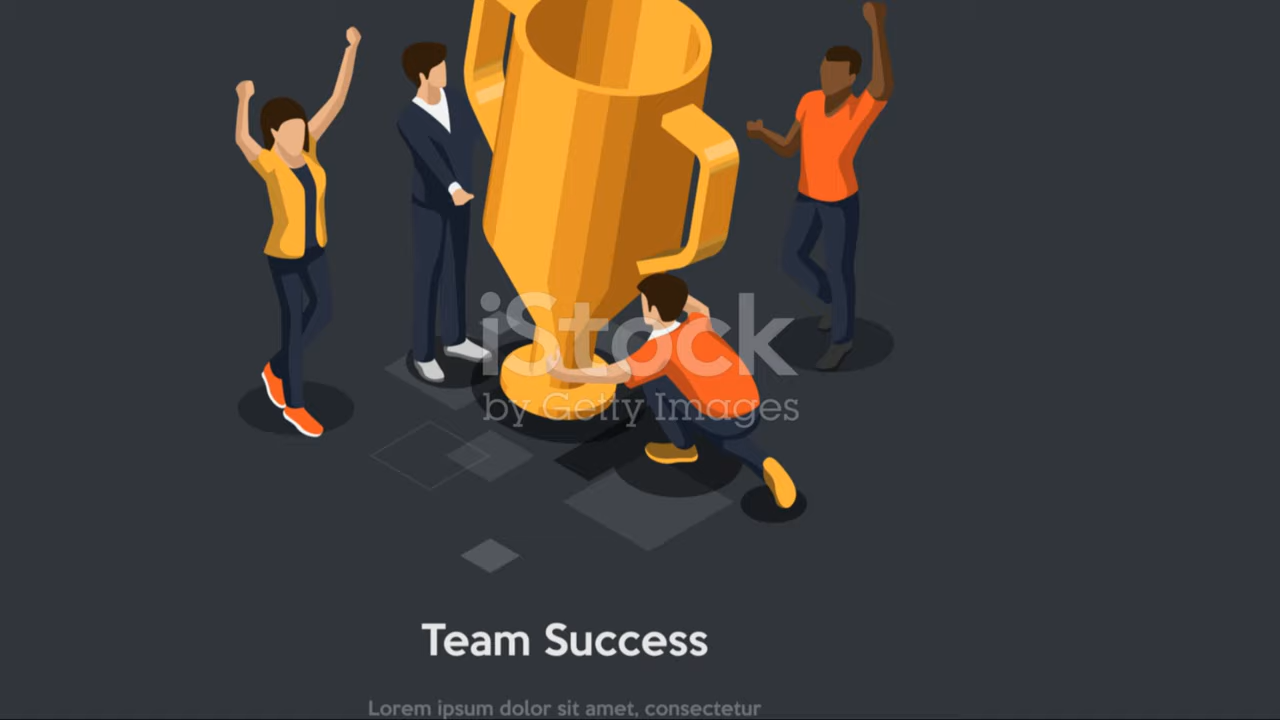 iStock
by Getty Images
Team Success
Lorem ipsum dolor sit amet, consectetur